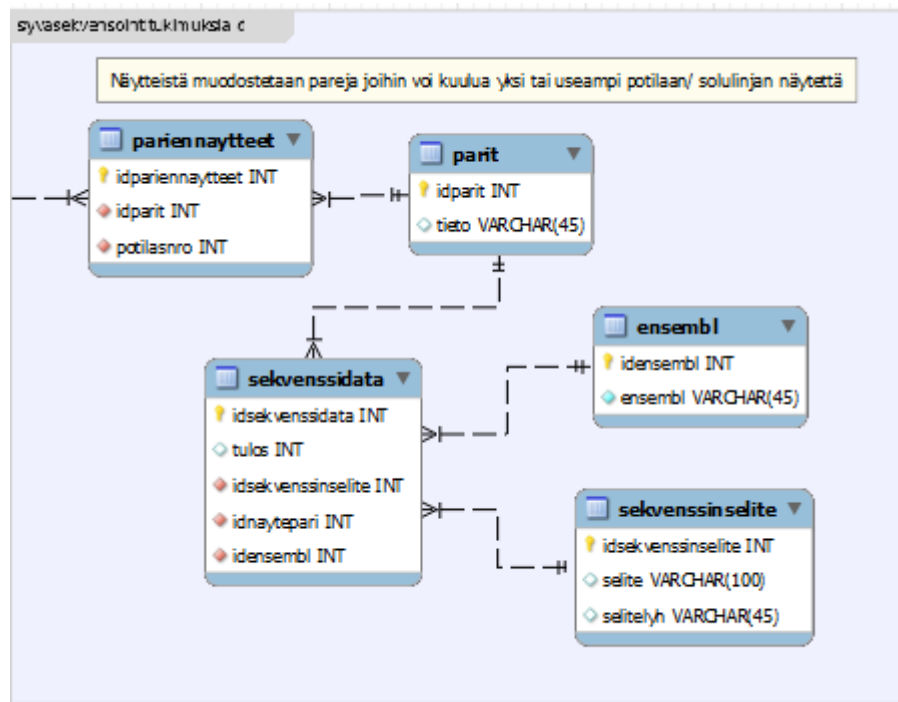 syvasekvensointitutkimuksia c
Näytteistä muodostetaan pareja joihin voi kuulua yksi tai useampi potilaan/ solulinjan näytettä
pariennaytteet
idpariennaytteet INT
idparit INT
potilasnro INT
parit
idparit INT
tieto VARCHAR(45)
ensembl
idensembl INT
ensembl VARCHAR(45)
sekvenssidata
idsekvenssidata INT
tulos INT
idsekvenssinselite INT
idnaytepari INT
idensembl INT
sekvenssinselite
idsekvenssinselite INT
selite VARCHAR(100)
selitelyh VARCHAR(45)